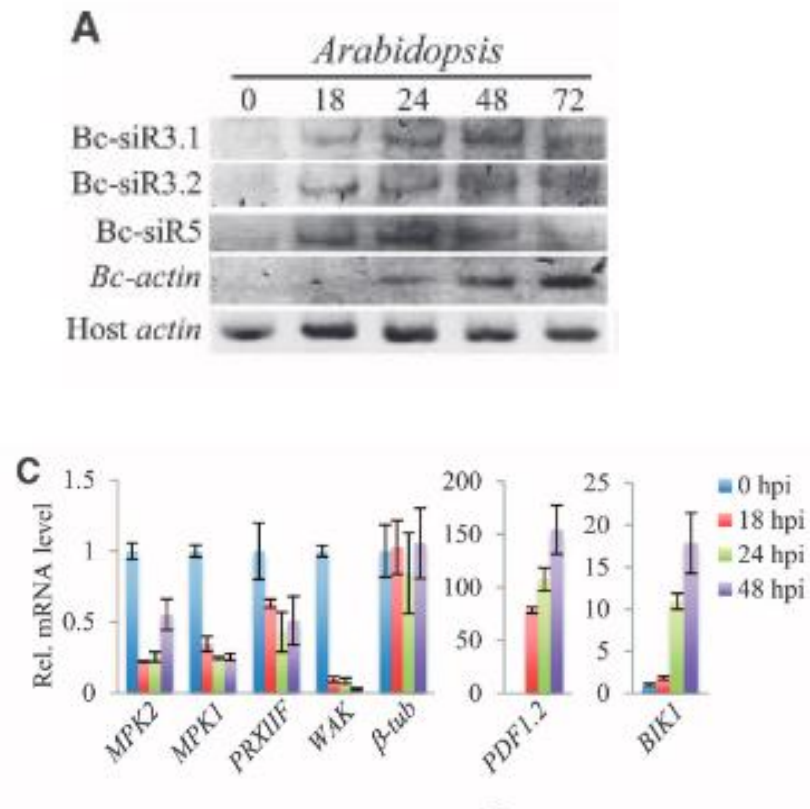 A
Arabidopsis
0 18 24 48 72
Bc-siR3.1
Bc-siR3.2
Bc-siR5
Bc-actin
Host actin
C
Rel. mRNA level
1.5
1
0.5
0
MPK2 MPK1 PRXIIF WAK β-tub
200
150
100
50
0
PDF1.2
25
20
15
10
5
0
BIK1
0 hpi
18 hpi
24 hpi
48 hpi